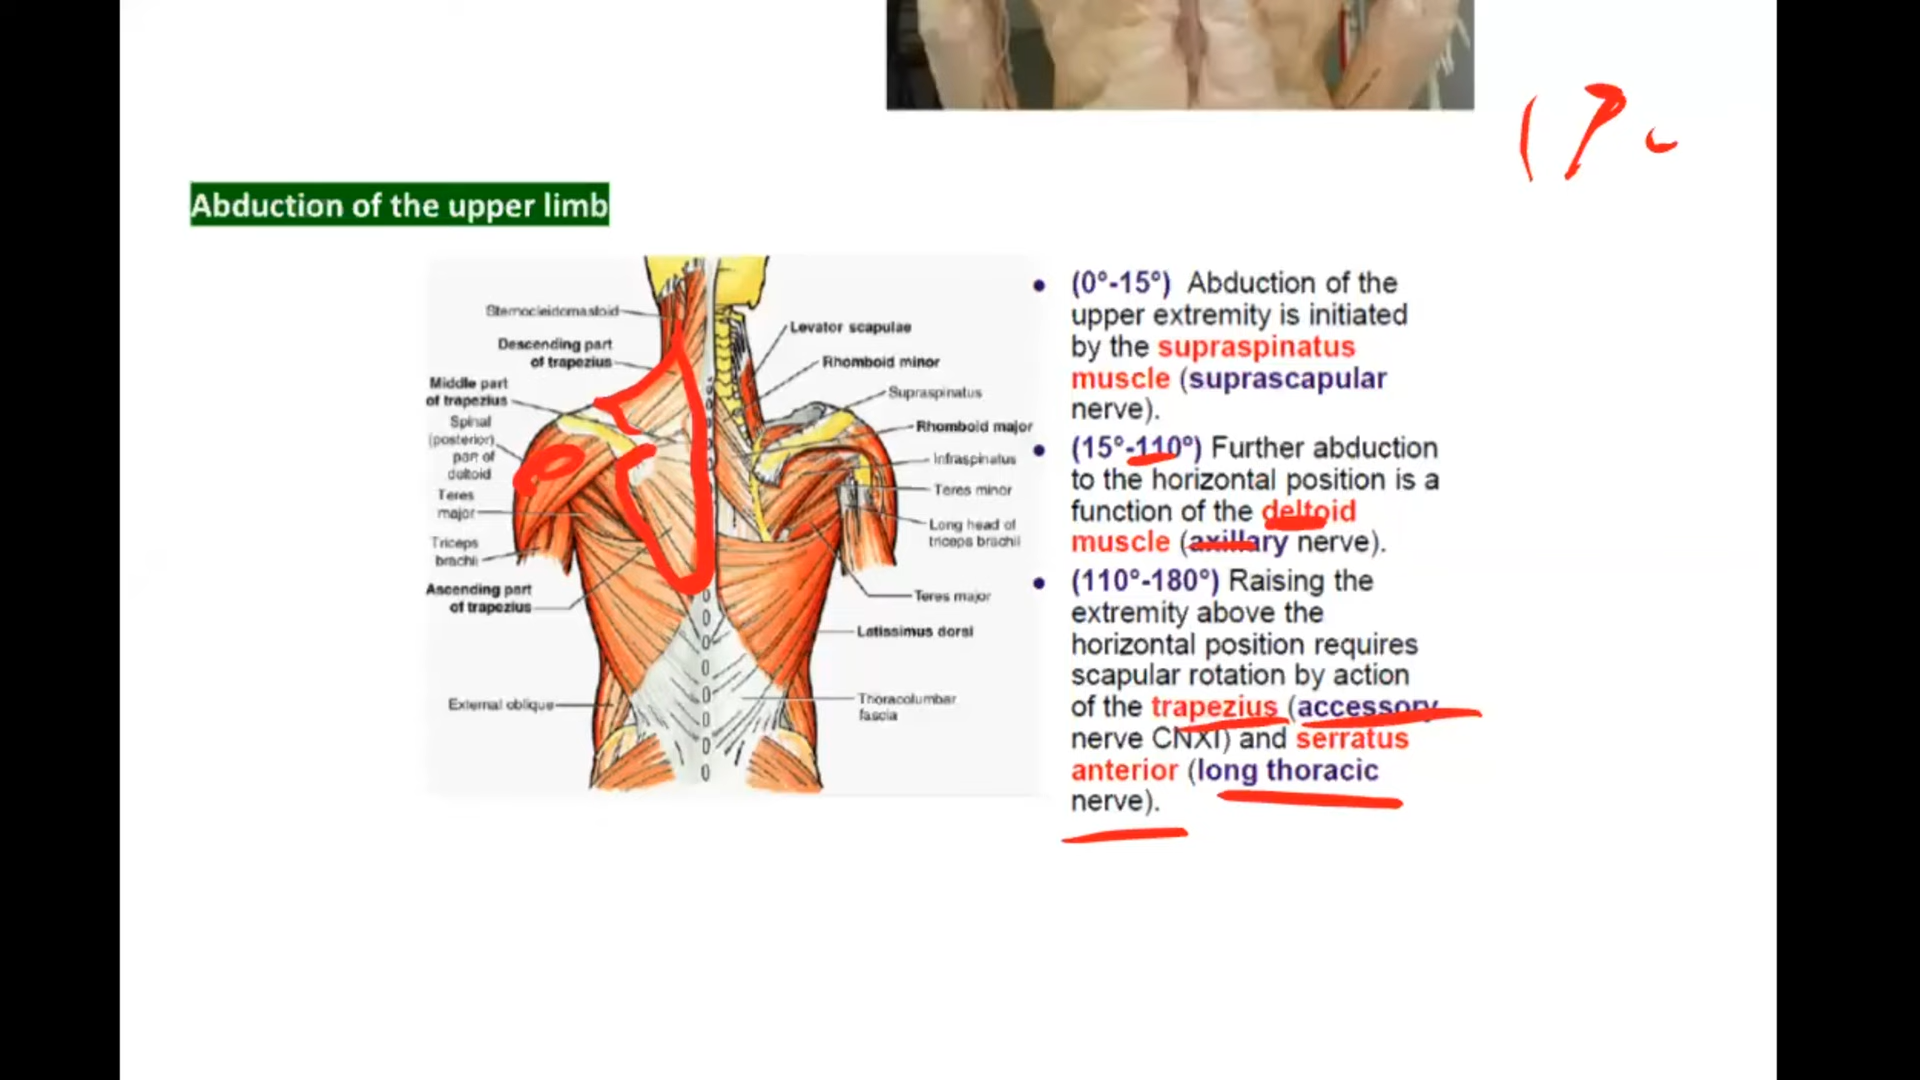 Abduction of the upper limb
Sternocleidomastoid
Descending part
of trapezius
Middle part
of trapezius
Spinal
(posterior)
part of
deltoid
Teres
major
Triceps
brachii
Ascending part
of trapezius
External oblique
Levator scapulae
Rhomboid minor
Supraspinatus
Rhomboid major
Infraspinatus
Teres minor
Long head of
triceps brachii
Teres major
Latissimus dorsi
Thoracolumbar
fascia
• (0°-15°) Abduction of the
upper extremity is initiated
by the supraspinatus
muscle (suprascapular
nerve).
• (15°-110°) Further abduction
to the horizontal position is a
function of the deltoid
muscle (axillary nerve).
• (110°-180°) Raising the
extremity above the
horizontal position requires
scapular rotation by action
of the trapezius (accessory
nerve CNXI) and serratus
anterior (long thoracic
nerve).